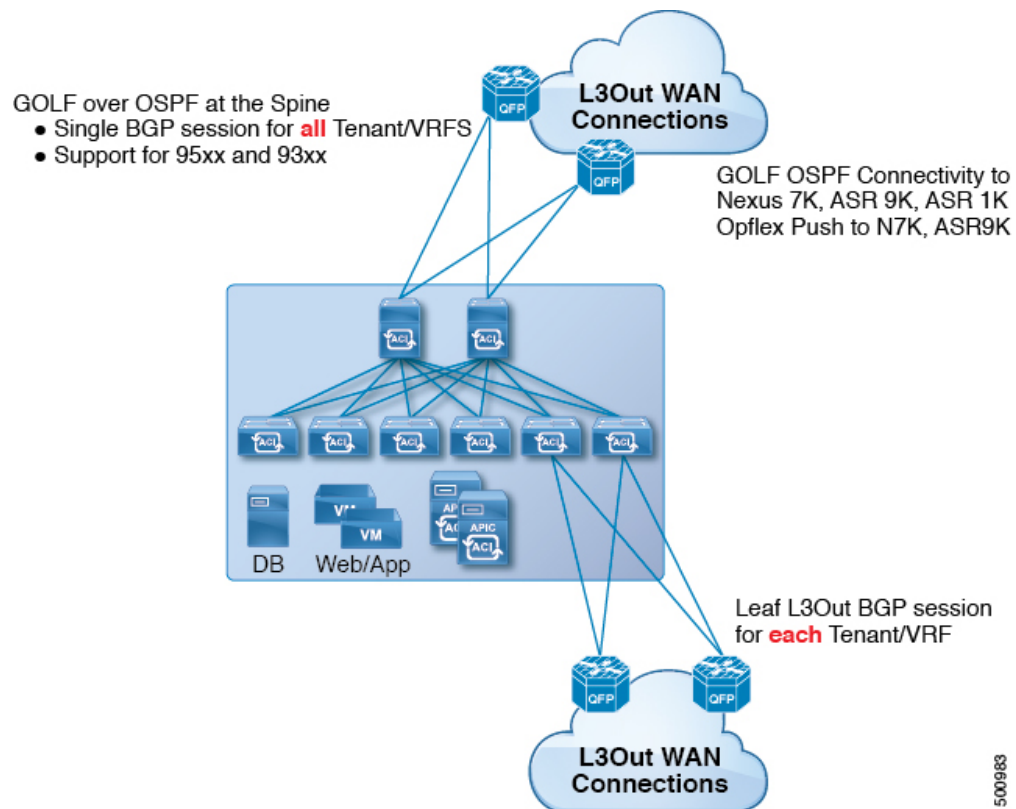 GOLF over OSPF at the Spine
● Single BGP session for all Tenant/VRFS
● Support for 95xx and 93xx
QFP
L3Out WAN
Connections
QFP
GOLF OSPF Connectivity to
Nexus 7K, ASR 9K, ASR 1K
Opflex Push to N7K, ASR9K
ACI
ACI
ACI
ACI
ACI
ACI
ACI
ACI
DB
VM
VM
Web/App
AP
AC
APIC
ACI
Leaf L3Out BGP session
for each Tenant/VRF
QFP
QFP
L3Out WAN
Connections
500983